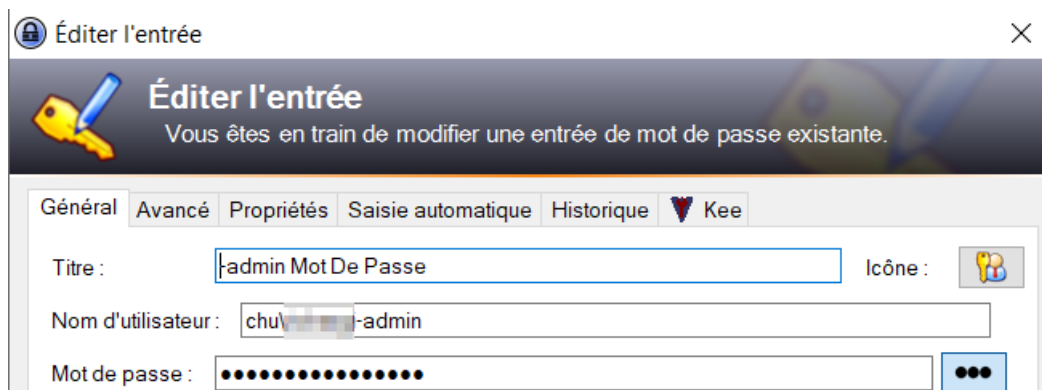 Éditer l'entrée
Éditer l'entrée
Vous êtes en train de modifier une entrée de mot de passe existante.
Général Avancé Propriétés Saisie automatique Historique Kee
Titre : -admin Mot De Passe Icône :
Nom d'utilisateur : chu\ -admin
Mot de passe : ●●●●●●●●●●●●●●●● ●●●